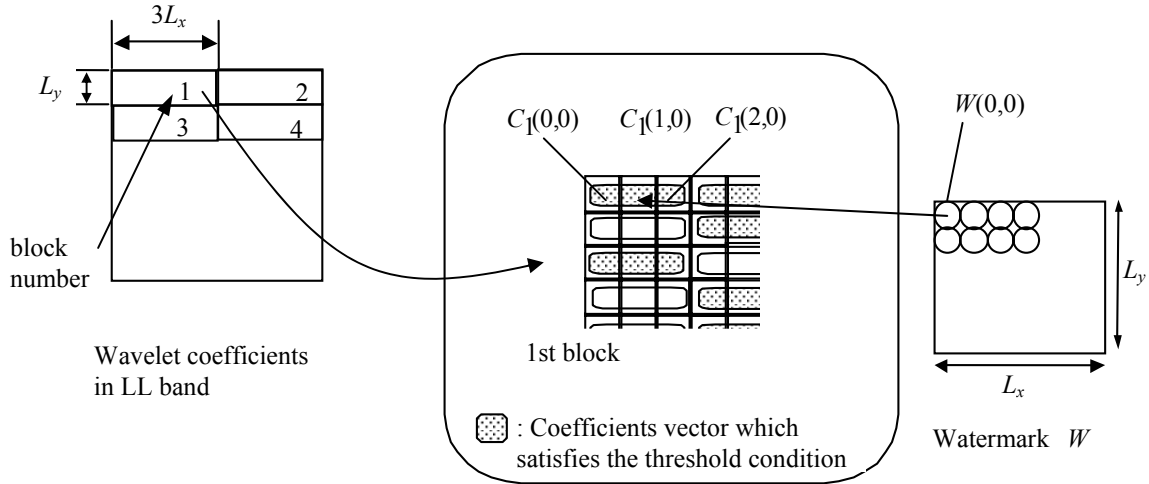 3Lx
Ly
1
2
3
4
block
number
Wavelet coefficients
in LL band
C1(0,0)
C1(1,0)
C1(2,0)
1st block
: Coefficients vector which
satisfies the threshold condition
W(0,0)
Ly
Lx
Watermark W